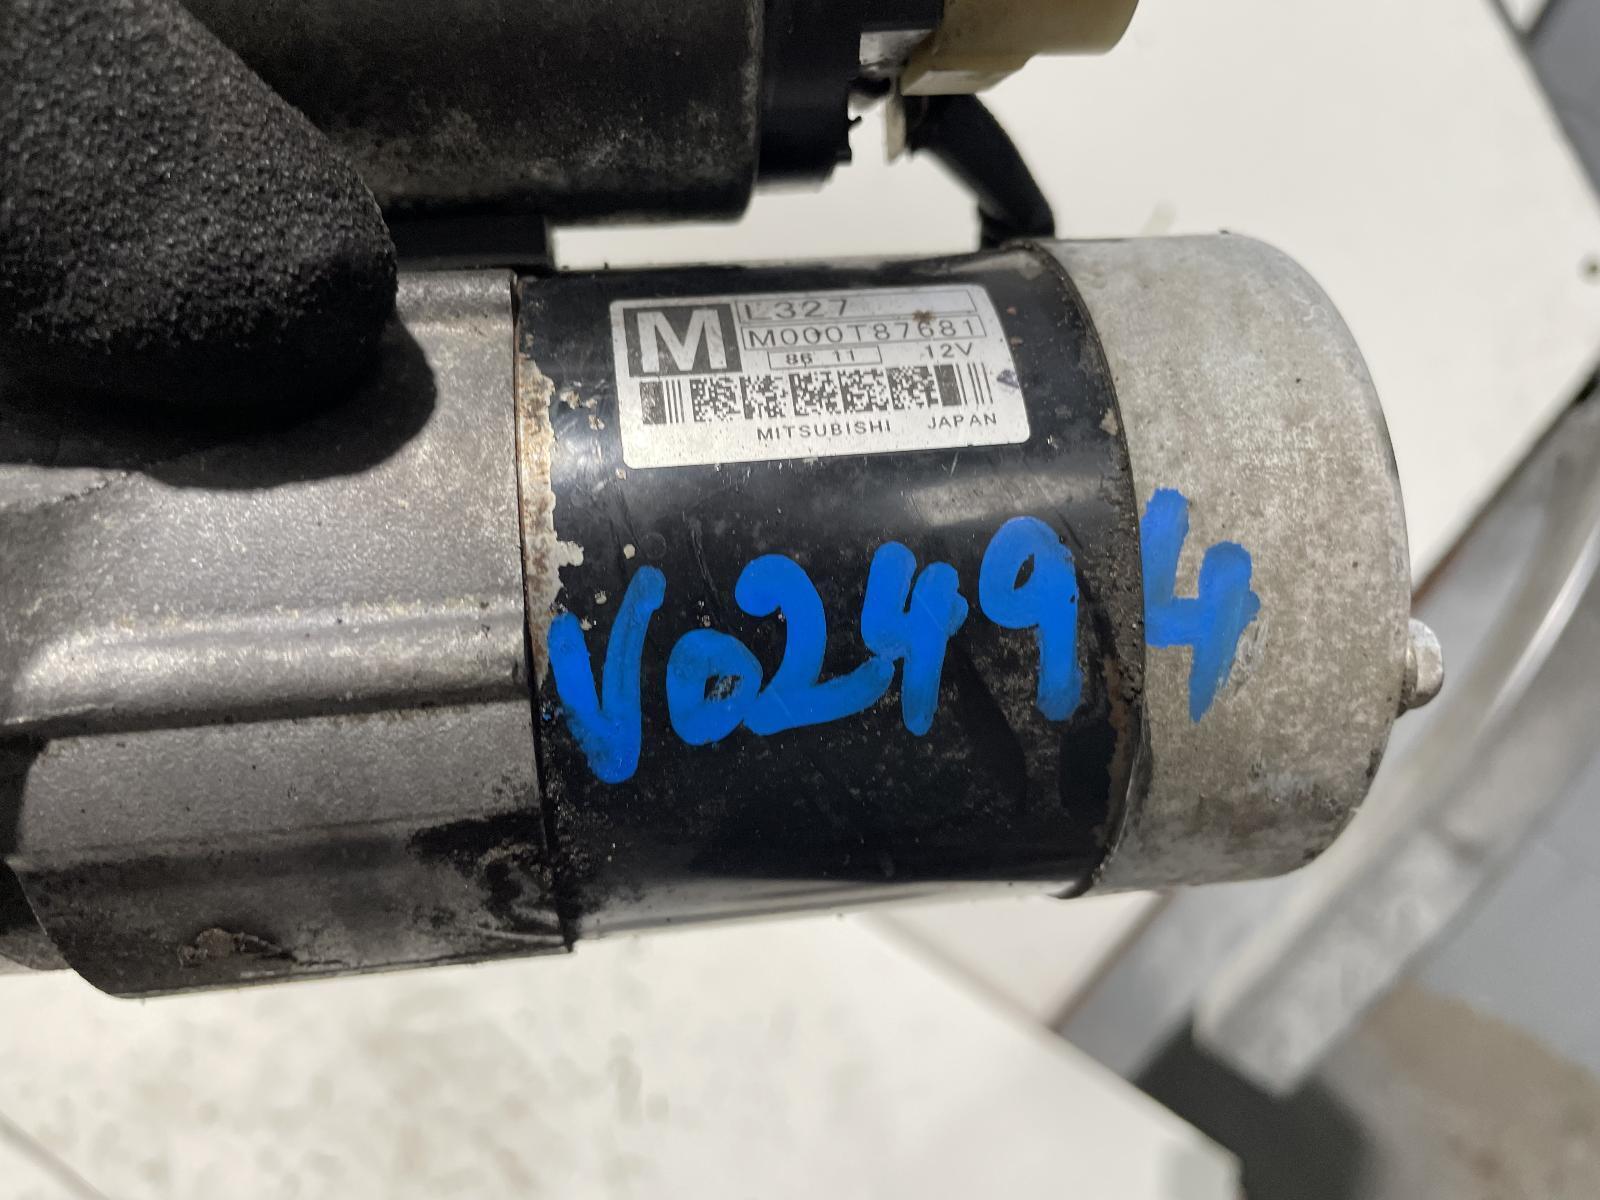 M L327
M000T87681
86 11 12V
MITSUBISHI JAPAN
V02494